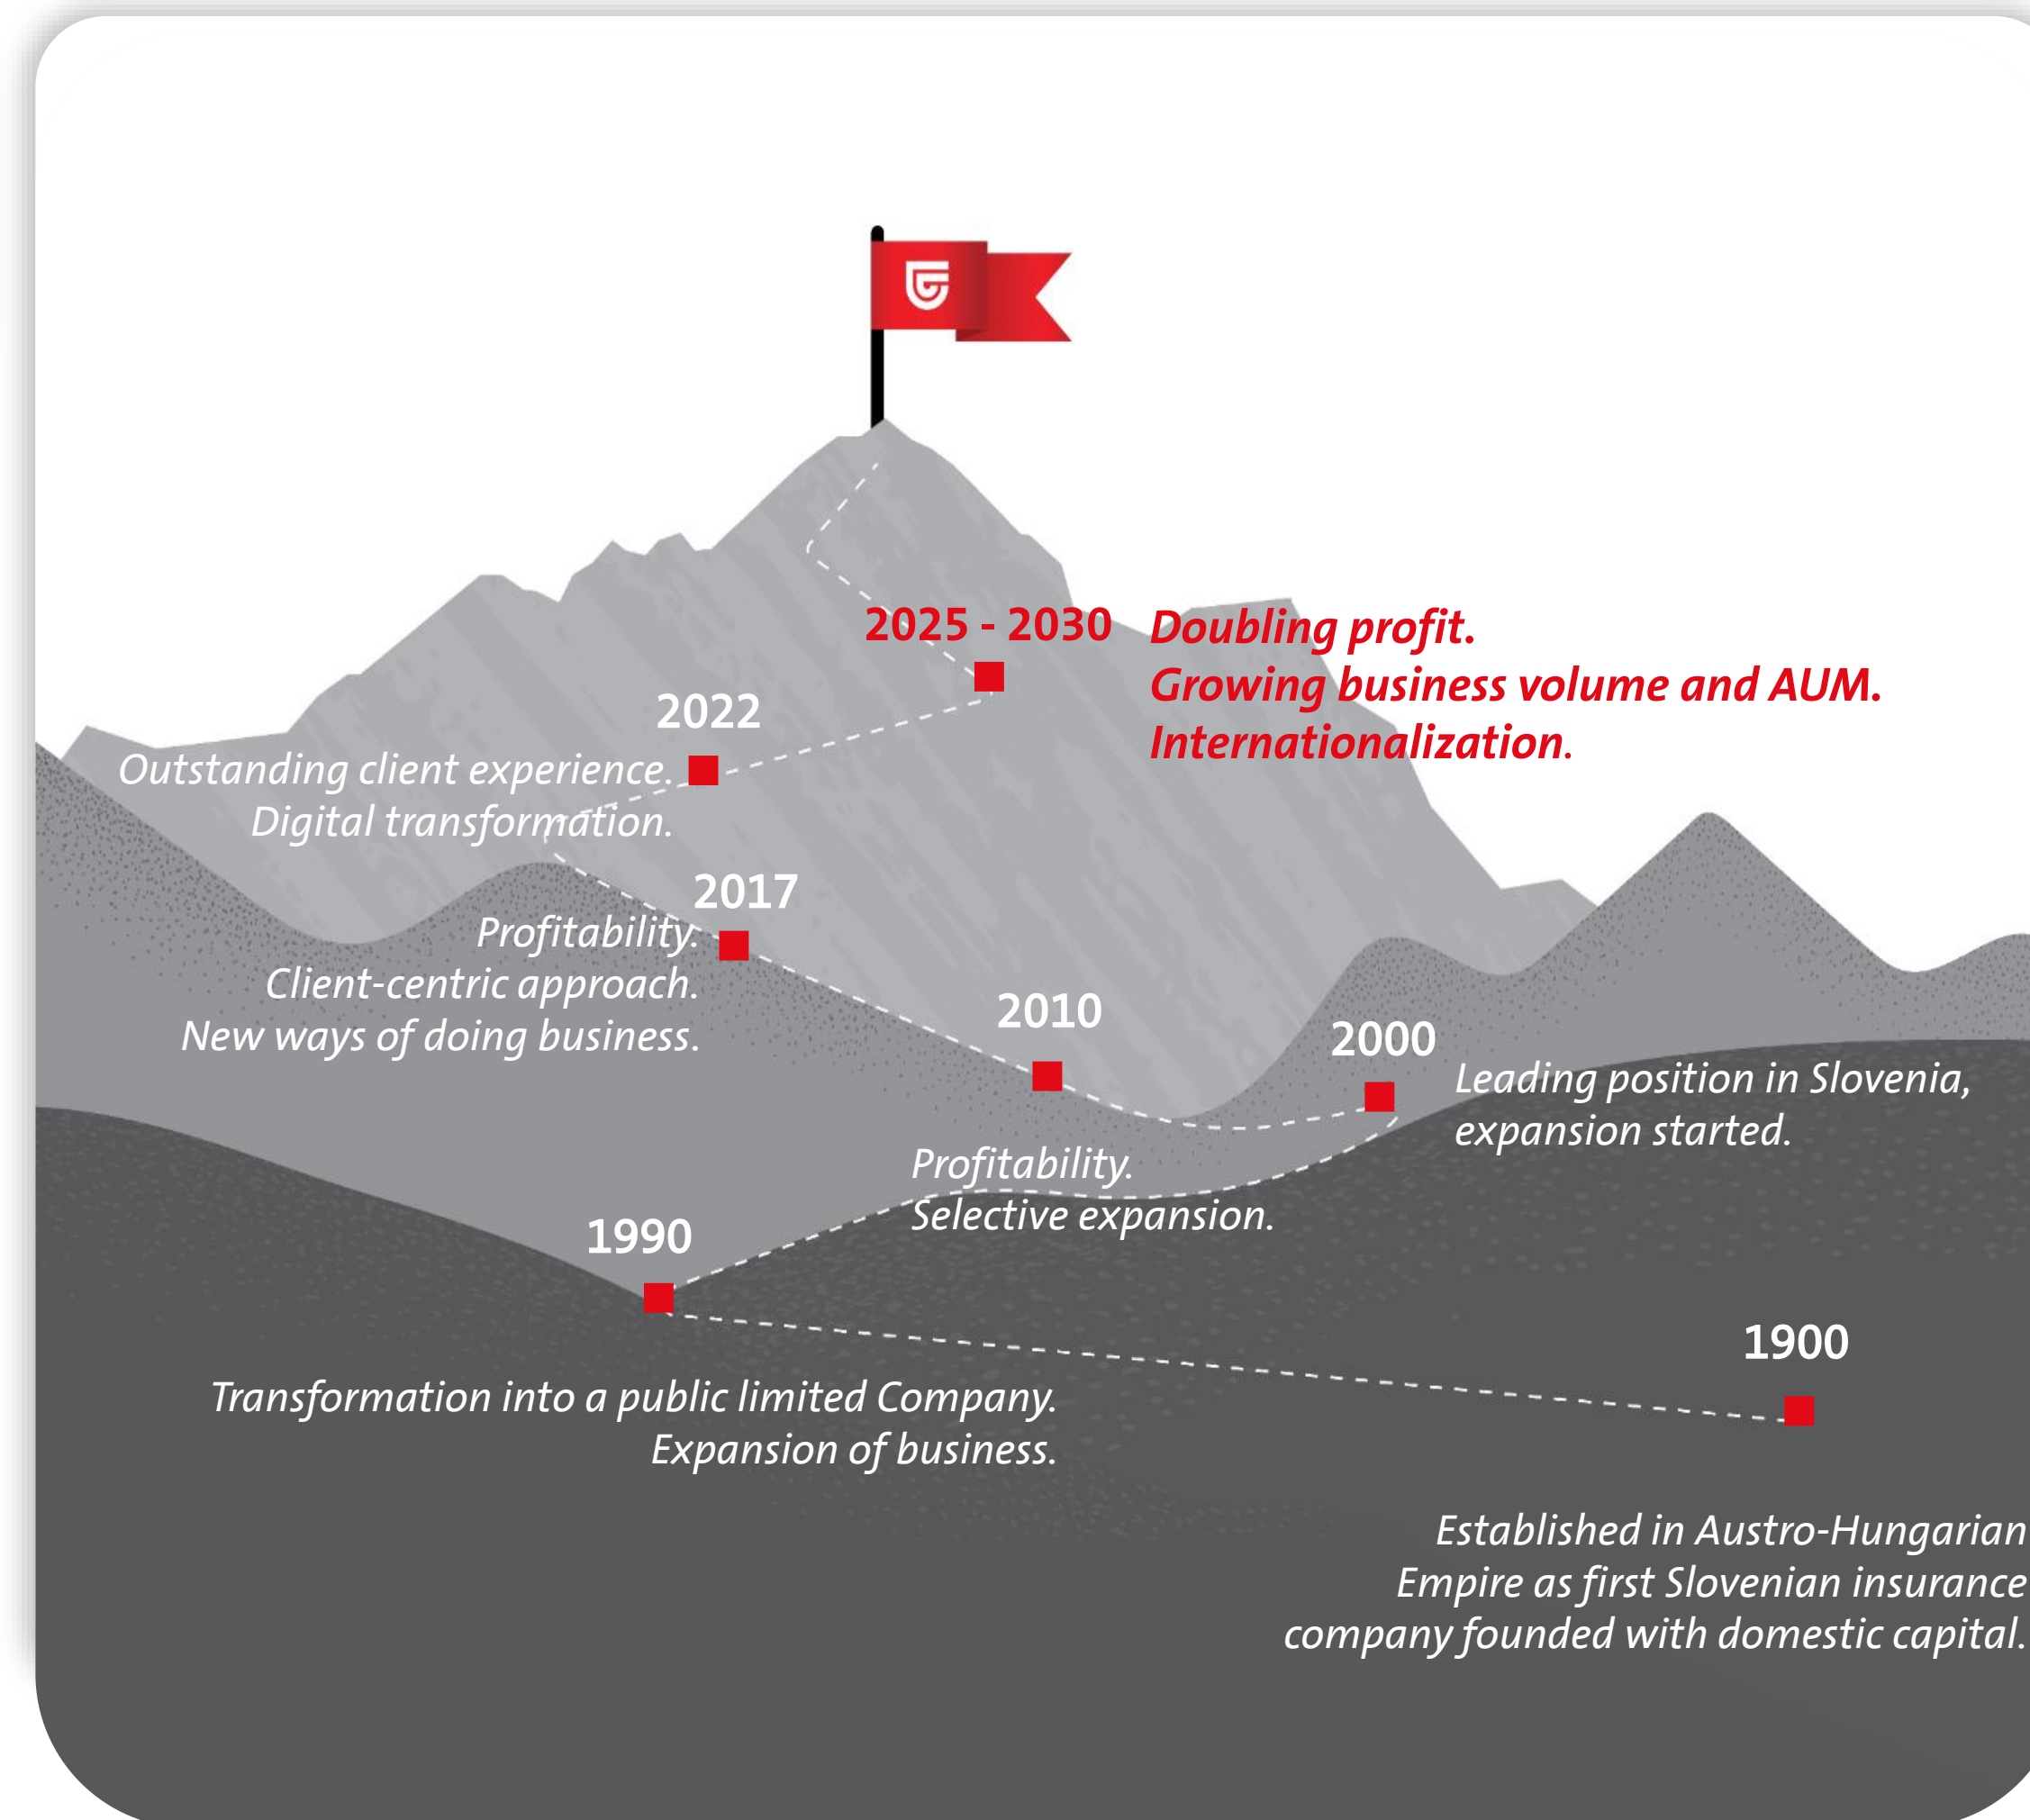 2025 - 2030
Doubling profit.
Growing business volume and AUM.
Internationalization.
2022
Outstanding client experience.
Digital transformation.
2017
Profitability.
Client-centric approach.
New ways of doing business.
2010
Profitability.
Selective expansion.
2000
Leading position in Slovenia,
expansion started.
1990
Transformation into a public limited Company.
Expansion of business.
1900
Established in Austro-Hungarian
Empire as first Slovenian insurance
company founded with domestic capital.